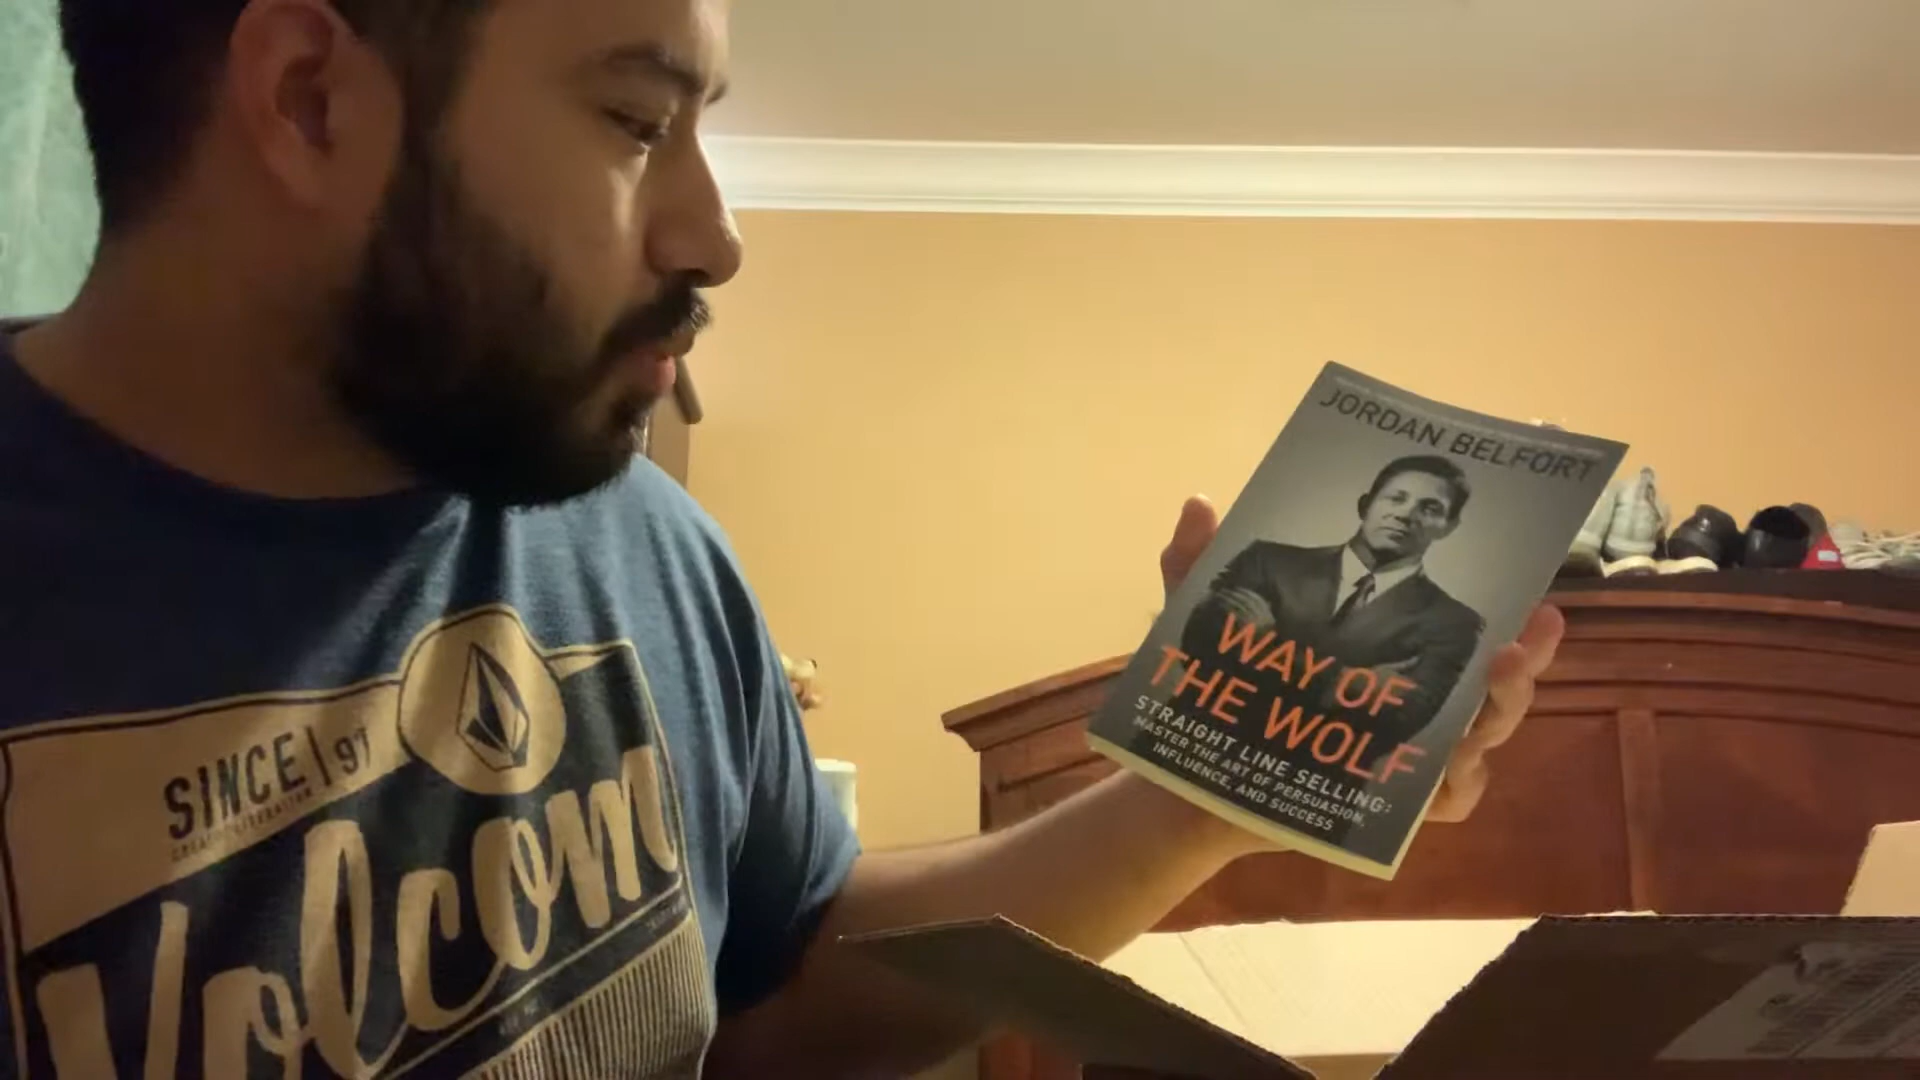 SINCE 97
Volcom
JORDAN BELFORT
WAY OF
THE WOLF
STRAIGHT LINE SELLING:
MASTER THE ART OF PERSUASION,
INFLUENCE, AND SUCCESS